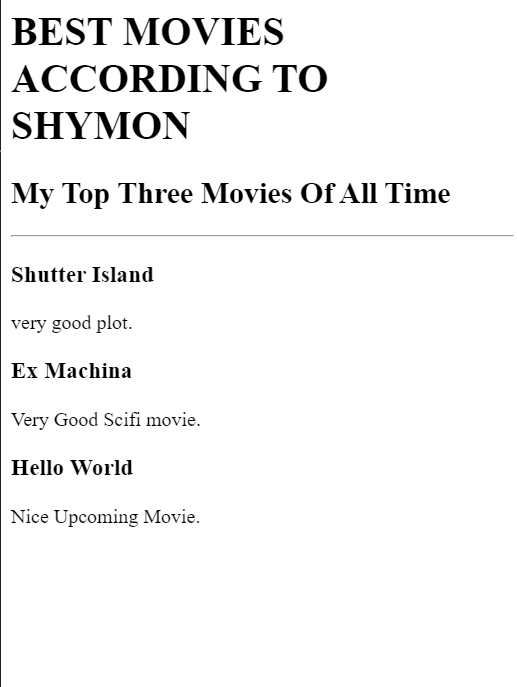 BEST MOVIES
ACCORDING TO
SHYMON
My Top Three Movies Of All Time
Shutter Island
very good plot.
Ex Machina
Very Good Scifi movie.
Hello World
Nice Upcoming Movie.